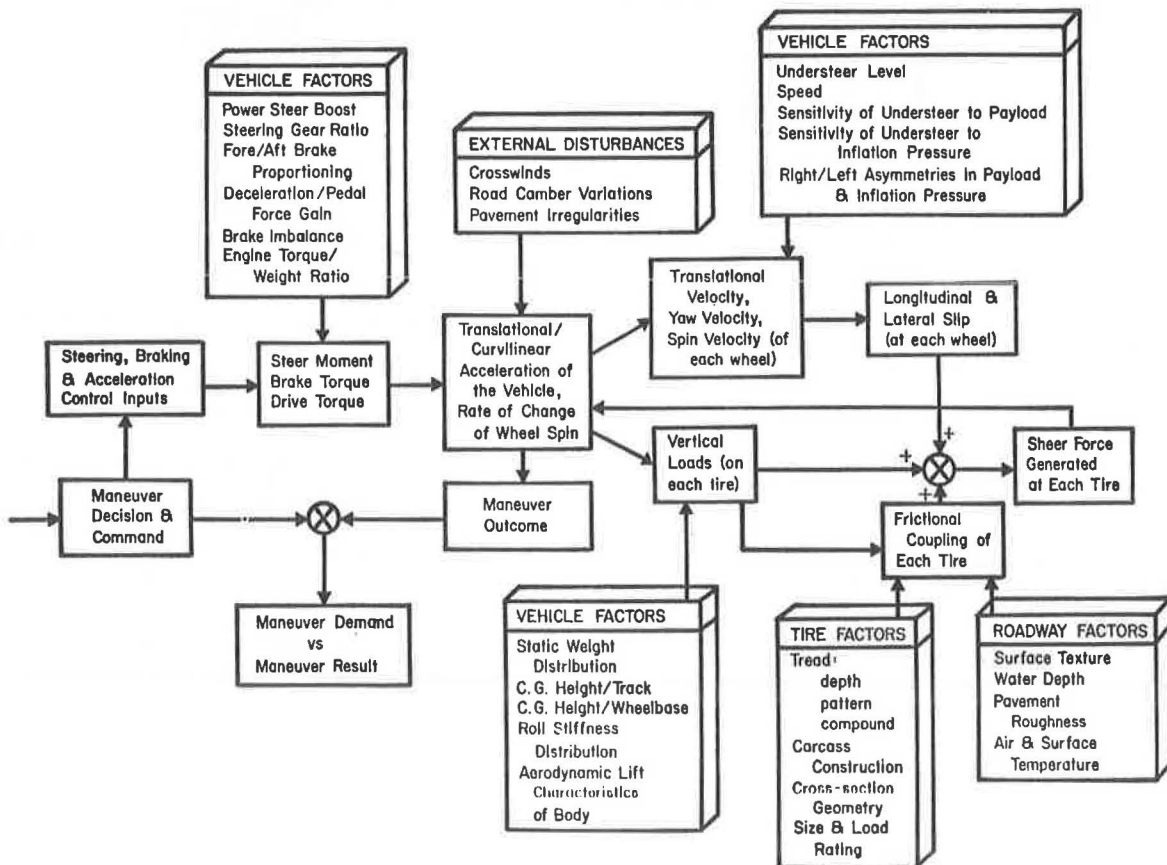 VEHICLE FACTORS
Power Steer Boost
Steering Gear Ratio
Fore/Aft Brake
Proportioning
Deceleration/Pedal
Force Gain
Brake Imbalance
Engine Torque/
Weight Ratio
EXTERNAL DISTURBANCES
Crosswinds
Road Camber Variations
Pavement Irregularities
VEHICLE FACTORS
Understeer Level
Speed
Sensitivity of Understeer to Payload
Sensitivity of Understeer to
Inflation Pressure
Right/Left Asymmetries in Payload
& Inflation Pressure
Steering, Braking
& Acceleration
Control Inputs
Steer Moment
Brake Torque
Drive Torque
Translational/
Curvilinear
Acceleration of
the Vehicle,
Rate of Change
of Wheel Spin
Translational
Velocity,
Yaw Velocity,
Spin Velocity (of
each wheel)
Longitudinal &
Lateral Slip
(at each wheel)
Vertical
Loads (on
each tire)
+
+
+
Sheer Force
Generated
at Each Tire
Maneuver
Decision &
Command
Maneuver
Outcome
Frictional
Coupling of
Each Tire
Maneuver Demand
vs
Maneuver Result
VEHICLE FACTORS
Static Weight
Distribution
C.G. Height/Track
C.G. Height/Wheelbase
Roll Stiffness
Distribution
Aerodynamic Lift
Characteristics
of Body
TIRE FACTORS
Tread:
depth
pattern
compound
Carcass
Construction
Cross-section
Geometry
Size & Load
Rating
ROADWAY FACTORS
Surface Texture
Water Depth
Pavement
Roughness
Air & Surface
Temperature